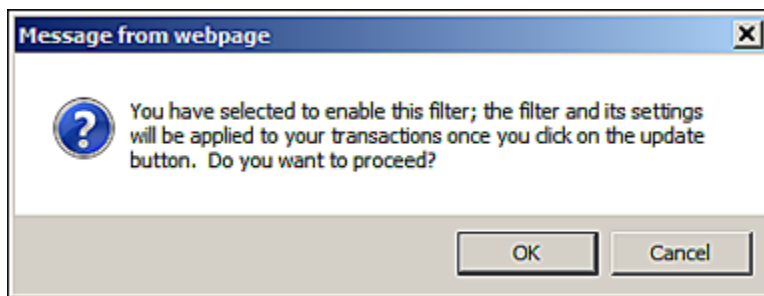 Message from webpage
You have selected to enable this filter; the filter and its settings
will be applied to your transactions once you click on the update
button.  Do you want to proceed?
OK
Cancel